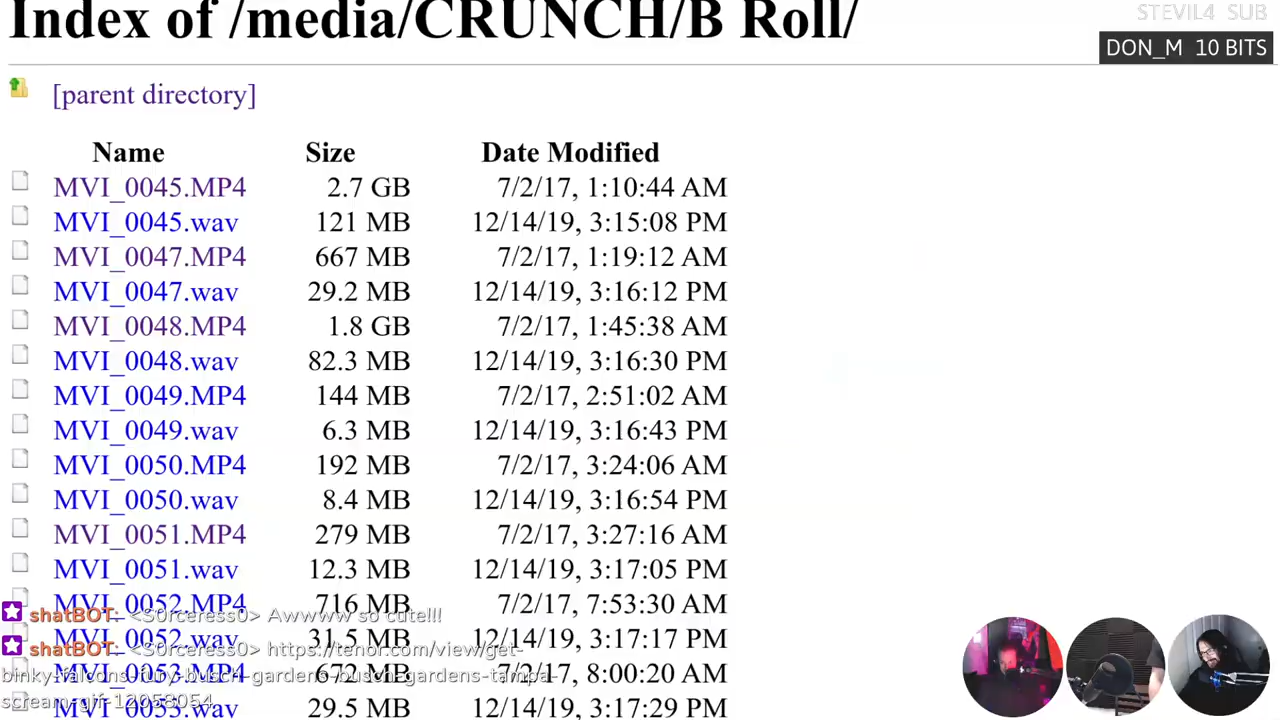 Index of /media/CRUNCH/B Roll/
STEVIL4 SUB
DON_M 10 BITS
[parent directory]
Name Size Date Modified
MVI_0045.MP4 2.7 GB 7/2/17, 1:10:44 AM
MVI_0045.wav 121 MB 12/14/19, 3:15:08 PM
MVI_0047.MP4 667 MB 7/2/17, 1:19:12 AM
MVI_0047.wav 29.2 MB 12/14/19, 3:16:12 PM
MVI_0048.MP4 1.8 GB 7/2/17, 1:45:38 AM
MVI_0048.wav 82.3 MB 12/14/19, 3:16:30 PM
MVI_0049.MP4 144 MB 7/2/17, 2:51:02 AM
MVI_0049.wav 6.3 MB 12/14/19, 3:16:43 PM
MVI_0050.MP4 192 MB 7/2/17, 3:24:06 AM
MVI_0050.wav 8.4 MB 12/14/19, 3:16:54 PM
MVI_0051.MP4 279 MB 7/2/17, 3:27:16 AM
MVI_0051.wav 12.3 MB 12/14/19, 3:17:05 PM
MVI_0052.MP4 716 MB 7/2/17, 7:53:30 AM
shatBOT: <S0rceress0> Awwww so cute!!!
MVI_0052.wav 31.5 MB 12/14/19, 3:17:17 PM
shatBOT: <S0rceress0> https://tenor.com/view/get-
MVI_0053.MP4 672 MB 7/2/17, 8:00:20 AM
binky-falcons-fury-busch-gardens-busch-gardens-tampa-
scream-gif-12058054
MVI_0053.wav 29.5 MB 12/14/19, 3:17:29 PM